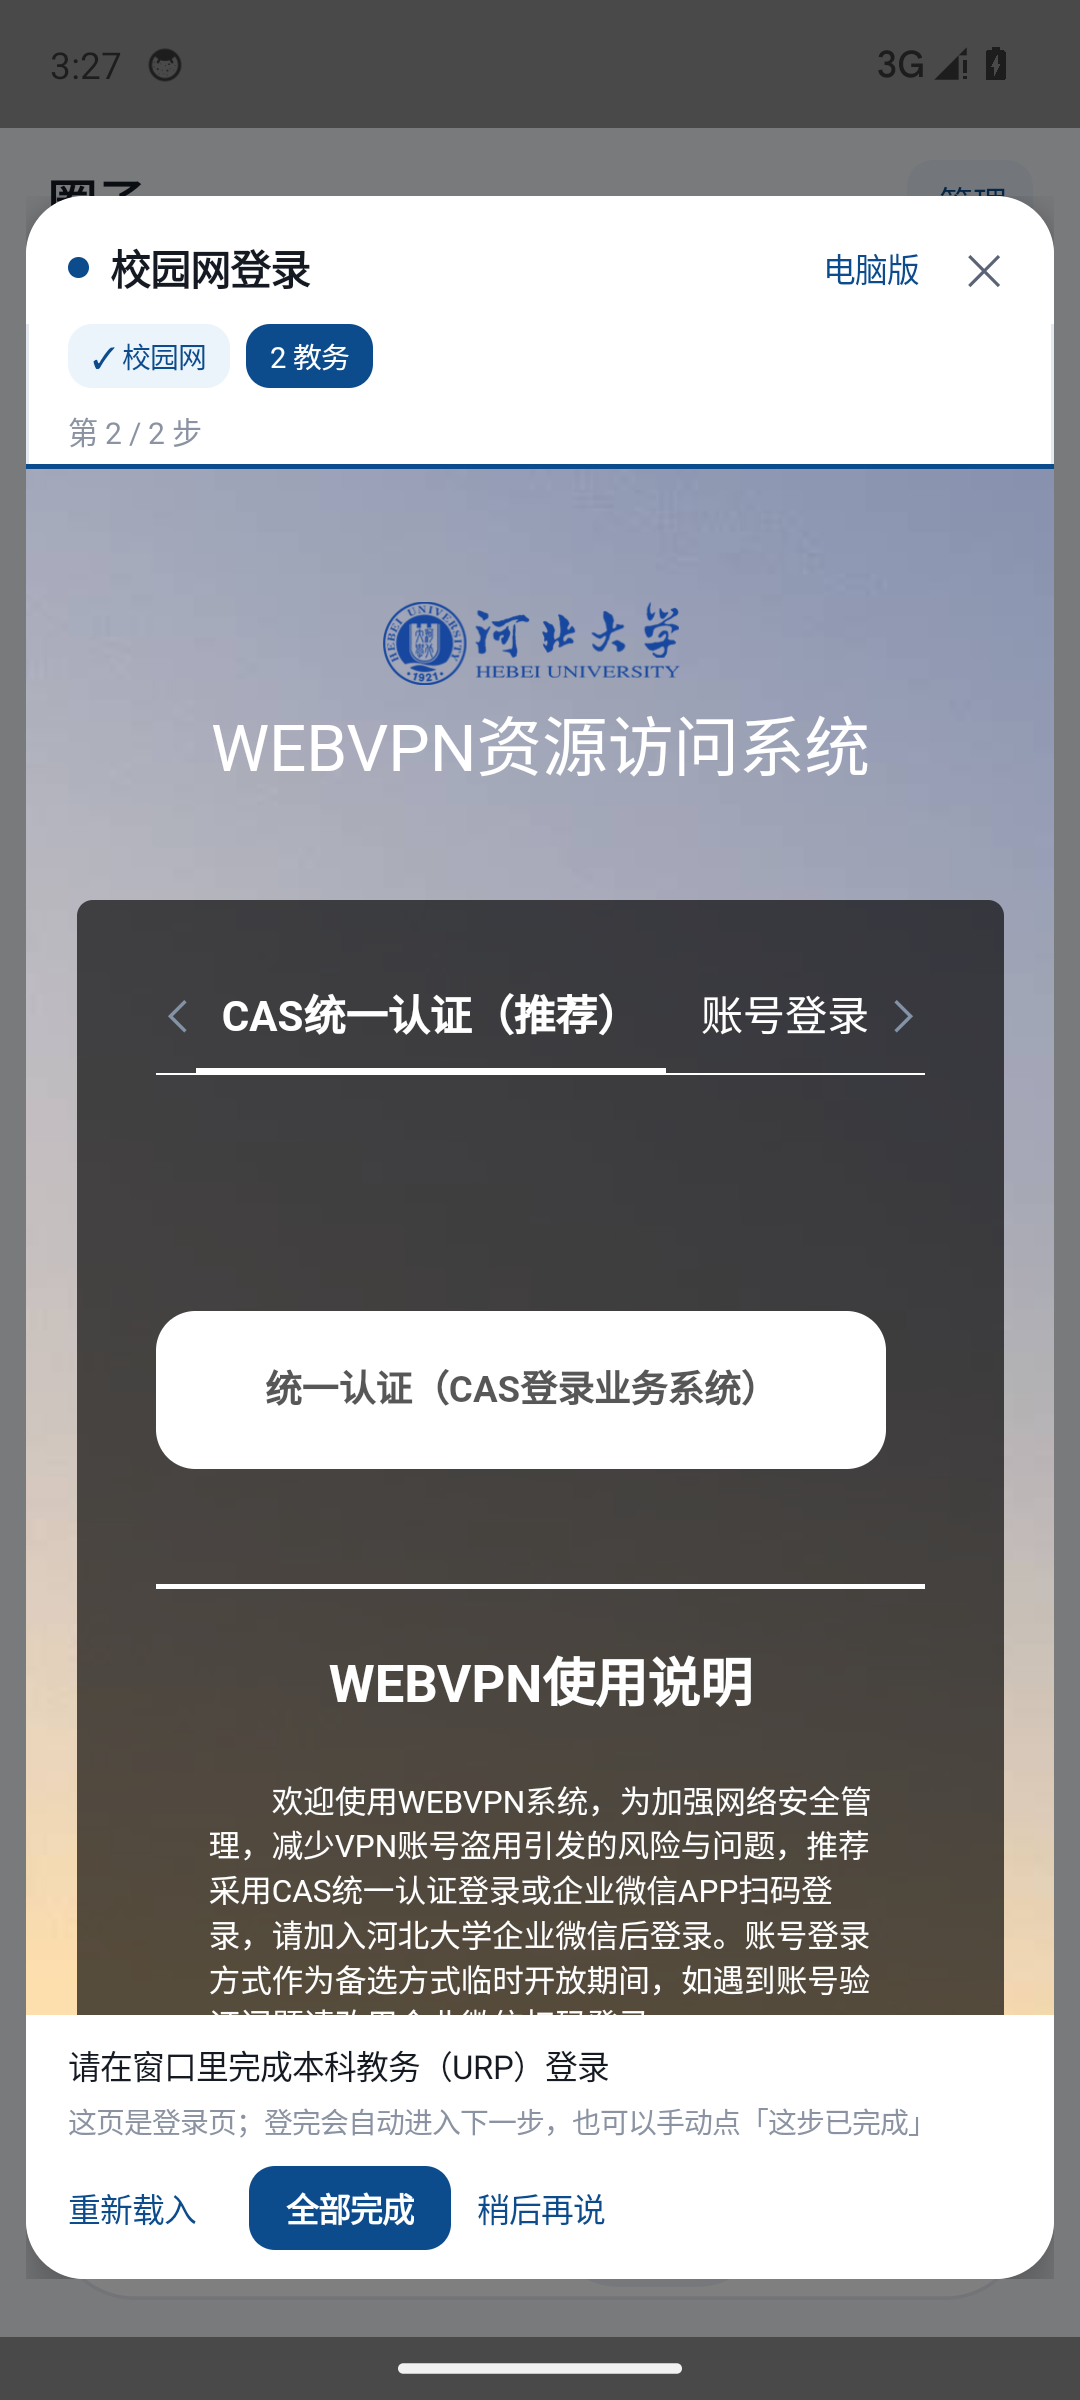 3:27
3G
圈子
管理
校园网登录
电脑版
✓ 校园网
2 教务
第 2 / 2 步
HEBEI UNIVERSITY
1921
河北大学
HEBEI UNIVERSITY
WEBVPN资源访问系统
CAS统一认证（推荐）
账号登录
统一认证（CAS登录业务系统）
WEBVPN使用说明
欢迎使用WEBVPN系统，为加强网络安全管
理，减少VPN账号盗用引发的风险与问题，推荐
采用CAS统一认证登录或企业微信APP扫码登
录，请加入河北大学企业微信后登录。账号登录
方式作为备选方式临时开放期间，如遇到账号验
请在窗口里完成本科教务（URP）登录
这页是登录页；登完会自动进入下一步，也可以手动点「这步已完成」
重新载入
全部完成
稍后再说